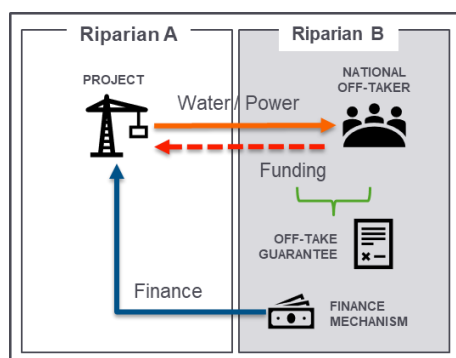 Riparian A
Riparian B
PROJECT
NATIONAL
OFF-TAKER
Water / Power
Funding
OFF-TAKE
GUARANTEE
Finance
FINANCE
MECHANISM